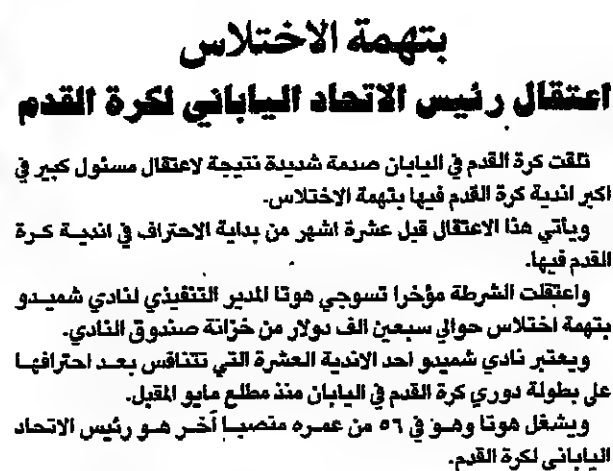 بتهمة الاختلاس
اعتقال رئيس الاتحاد الياباني لكرة القدم
تلقت كرة القدم في اليابان صدمة شديدة نتيجة لاعتقال مسئول كبير في
اكبر اندية كرة القدم فيها بتهمة الاختلاس.
ويأتي هذا الاعتقال قبل عشرة اشهر من بداية الاحتراف في انديـة كـرة
القدم فيها.
واعتقلت الشرطة مؤخرا تسوجي هوتا المدير التنفيذي لنادي شميـدو
بتهمة اختلاس حوالي سبعين الف دولار من خزانة صندوق النادي.
ويعتبر نادي شميدو احد الاندية العشرة التي تتنافس بعـد احترافهـا
على بطولة دوري كرة القدم في اليابان منذ مطلع مايو المقبل.
ويشغل هوتا وهـو في ٥٦ من عمـره منصبـا آخـر هـو رئيس الاتحاد
الياباني لكرة القدم.